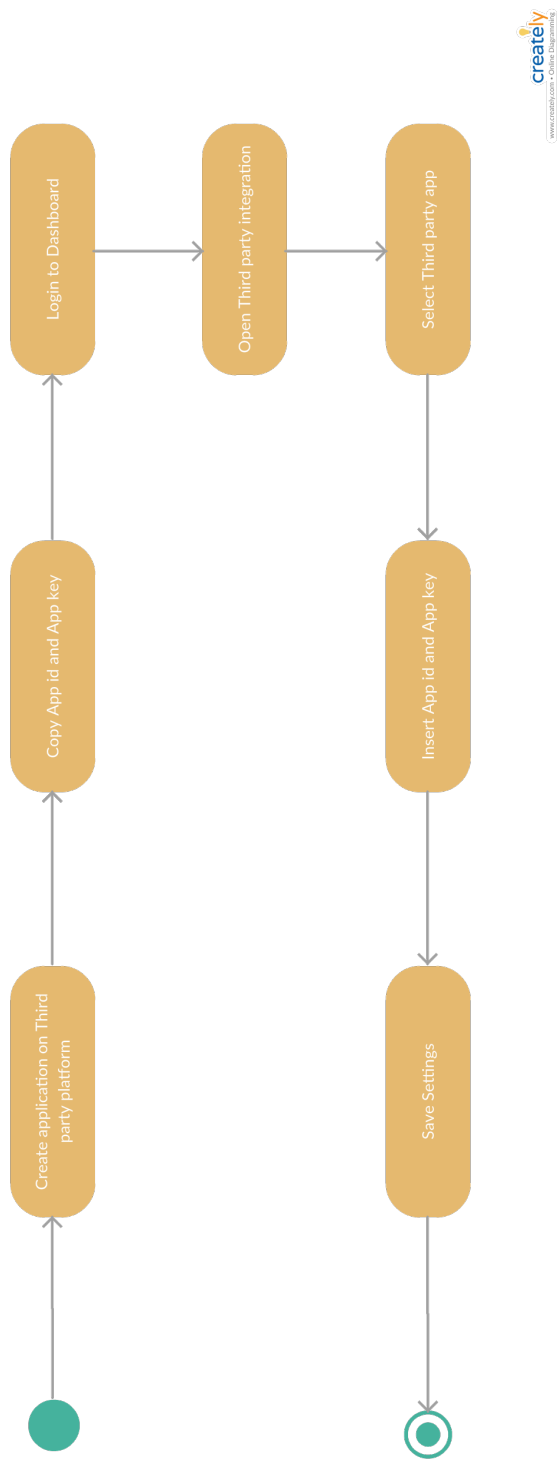 Create application on Third
party platform
Copy App id and App key
Login to Dashboard
Open Third party integration
Select Third party app
Insert App id and App key
Save Settings
creately
www.creately.com • Online Diagramming